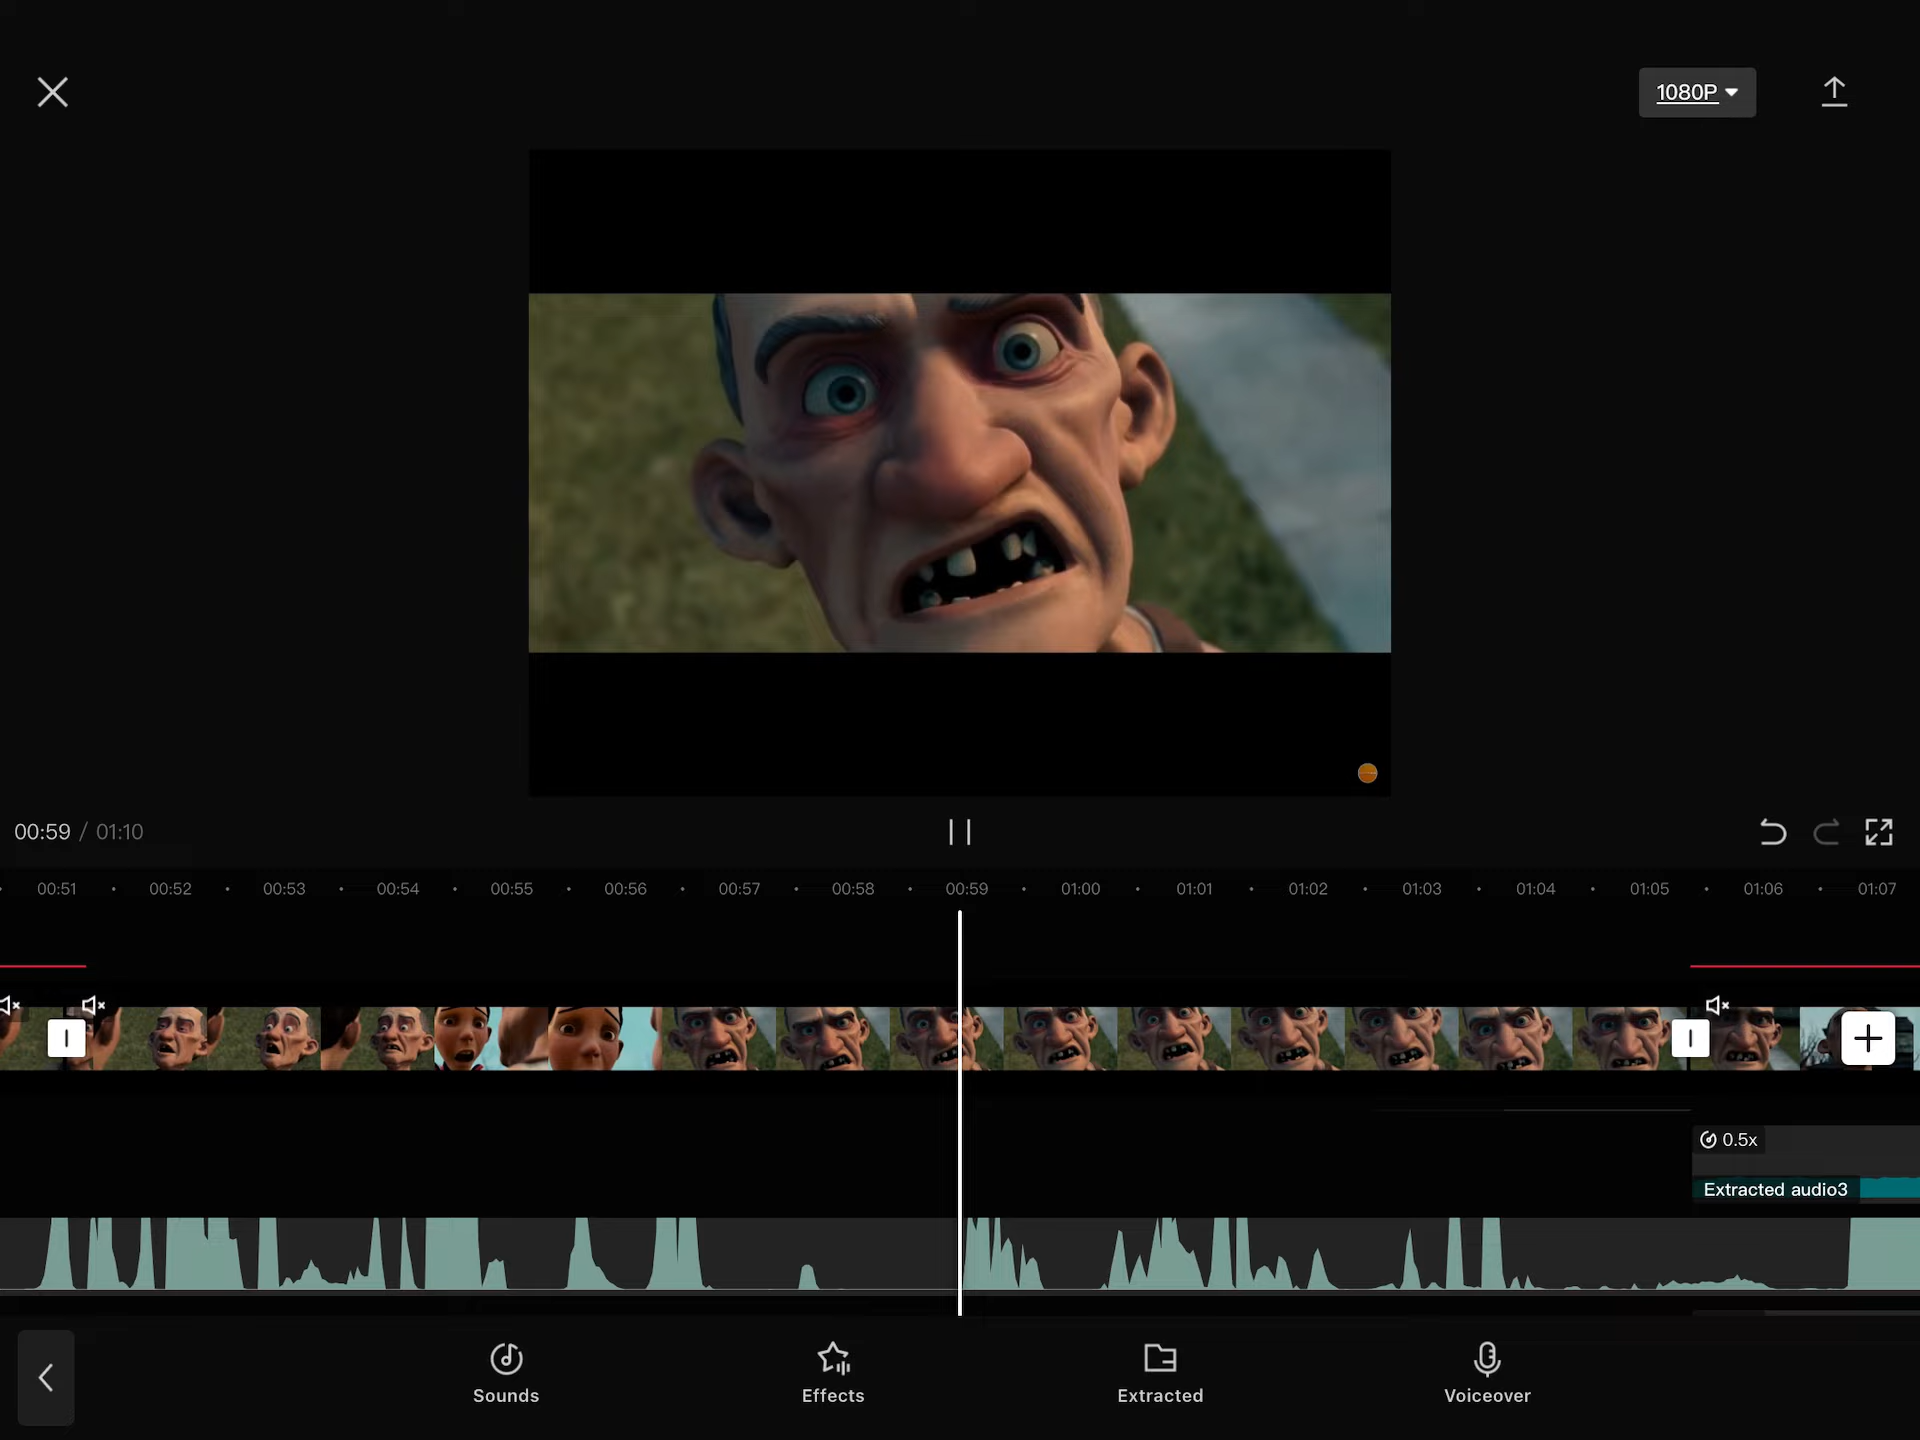 1080P
00:59 / 01:10
00:51 00:52 00:53 00:54 00:55 00:56 00:57 00:58 00:59 01:00 01:01 01:02 01:03 01:04 01:05 01:06 01:07
0.5x
Extracted audio3
Sounds Effects Extracted Voiceover